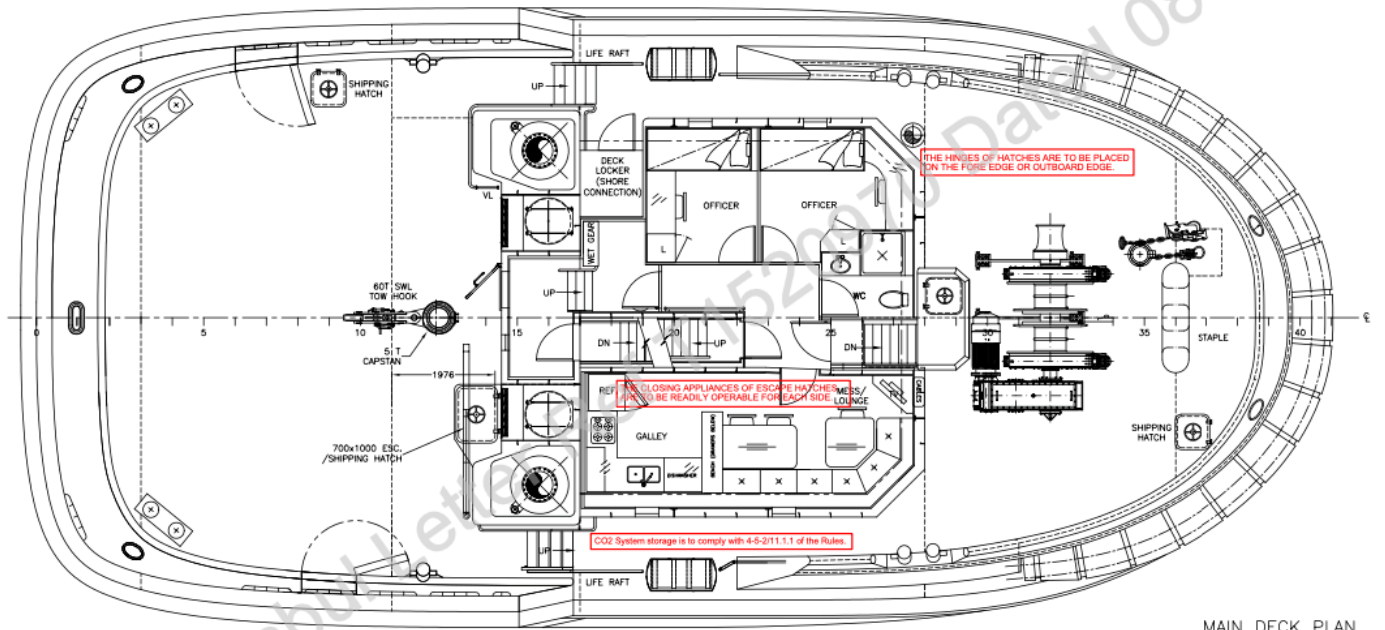 LIFE RAFT
UP
SHIPPING
HATCH
DECK
LOCKER
(SHORE
CONNECTION)
THE HINGES OF HATCHES ARE TO BE PLACED
ON THE FORE EDGE OR OUTBOARD EDGE.
VL
OFFICER
OFFICER
WET GEAR
L
L
60T SWL
TOW HOOK
UP
WC
0
5
10
15
20
25
30
35
40
STAPLE
5 T
CAPSTAN
DN
UP
DN
1976
REF
THE CLOSING APPLIANCES OF ESCAPE HATCHES
ARE TO BE READILY OPERABLE FOR EACH SIDE.
MESS/
LOUNGE
GALLEY
SHIPPING
HATCH
700x1000 ESC.
/SHIPPING HATCH
DISHWASHER
CO2 System storage is to comply with 4-5-2/11.1.1 of the Rules.
UP
LIFE RAFT
MAIN DECK PLAN